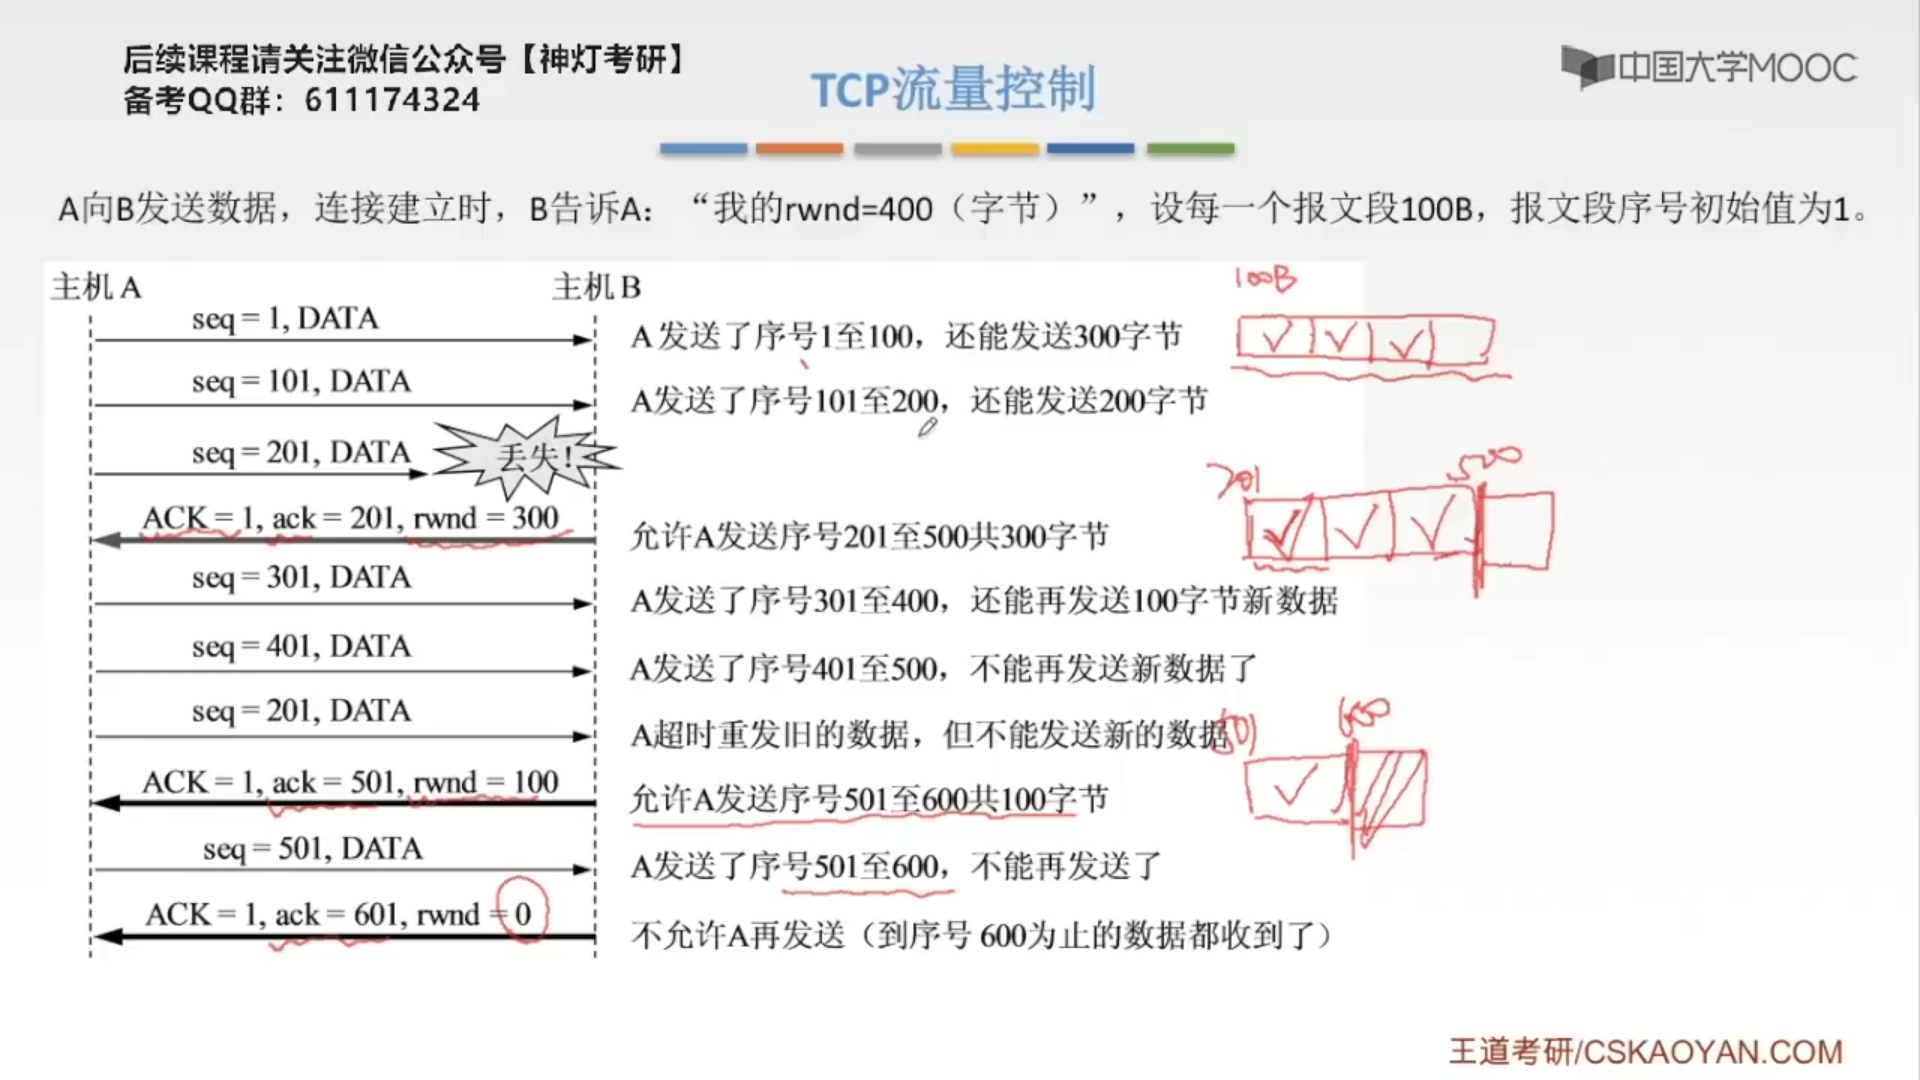 后续课程请关注微信公众号【神灯考研】
备考QQ群：611174324
TCP流量控制
中国大学MOOC
A向B发送数据，连接建立时，B告诉A：“我的rwnd=400（字节）”，设每一个报文段100B，报文段序号初始值为1。
主机 A
主机 B
100B
seq = 1, DATA
A 发送了序号1至100，还能发送300字节
seq = 101, DATA
A发送了序号101至200，还能发送200字节
seq = 201, DATA
丢失！
201
500
ACK = 1, ack = 201, rwnd = 300
允许A发送序号201至500共300字节
seq = 301, DATA
A发送了序号301至400，还能再发送100字节新数据
seq = 401, DATA
A发送了序号401至500，不能再发送新数据了
seq = 201, DATA
A超时重发旧的数据，但不能发送新的数据
501
600
ACK = 1, ack = 501, rwnd = 100
允许A发送序号501至600共100字节
seq = 501, DATA
A发送了序号501至600，不能再发送了
ACK = 1, ack = 601, rwnd = 0
不允许A再发送（到序号 600为止的数据都收到了）
王道考研/CSKAOYAN.COM